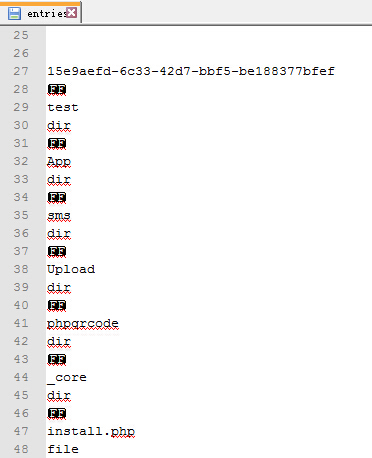 entries
25
26
27 15e9aefd-6c33-42d7-bbf5-be188377bfef
28 FF
29 test
30 dir
31 FF
32 App
33 dir
34 FF
35 sms
36 dir
37 FF
38 Upload
39 dir
40 FF
41 phpqrcode
42 dir
43 FF
44 _core
45 dir
46 FF
47 install.php
48 file